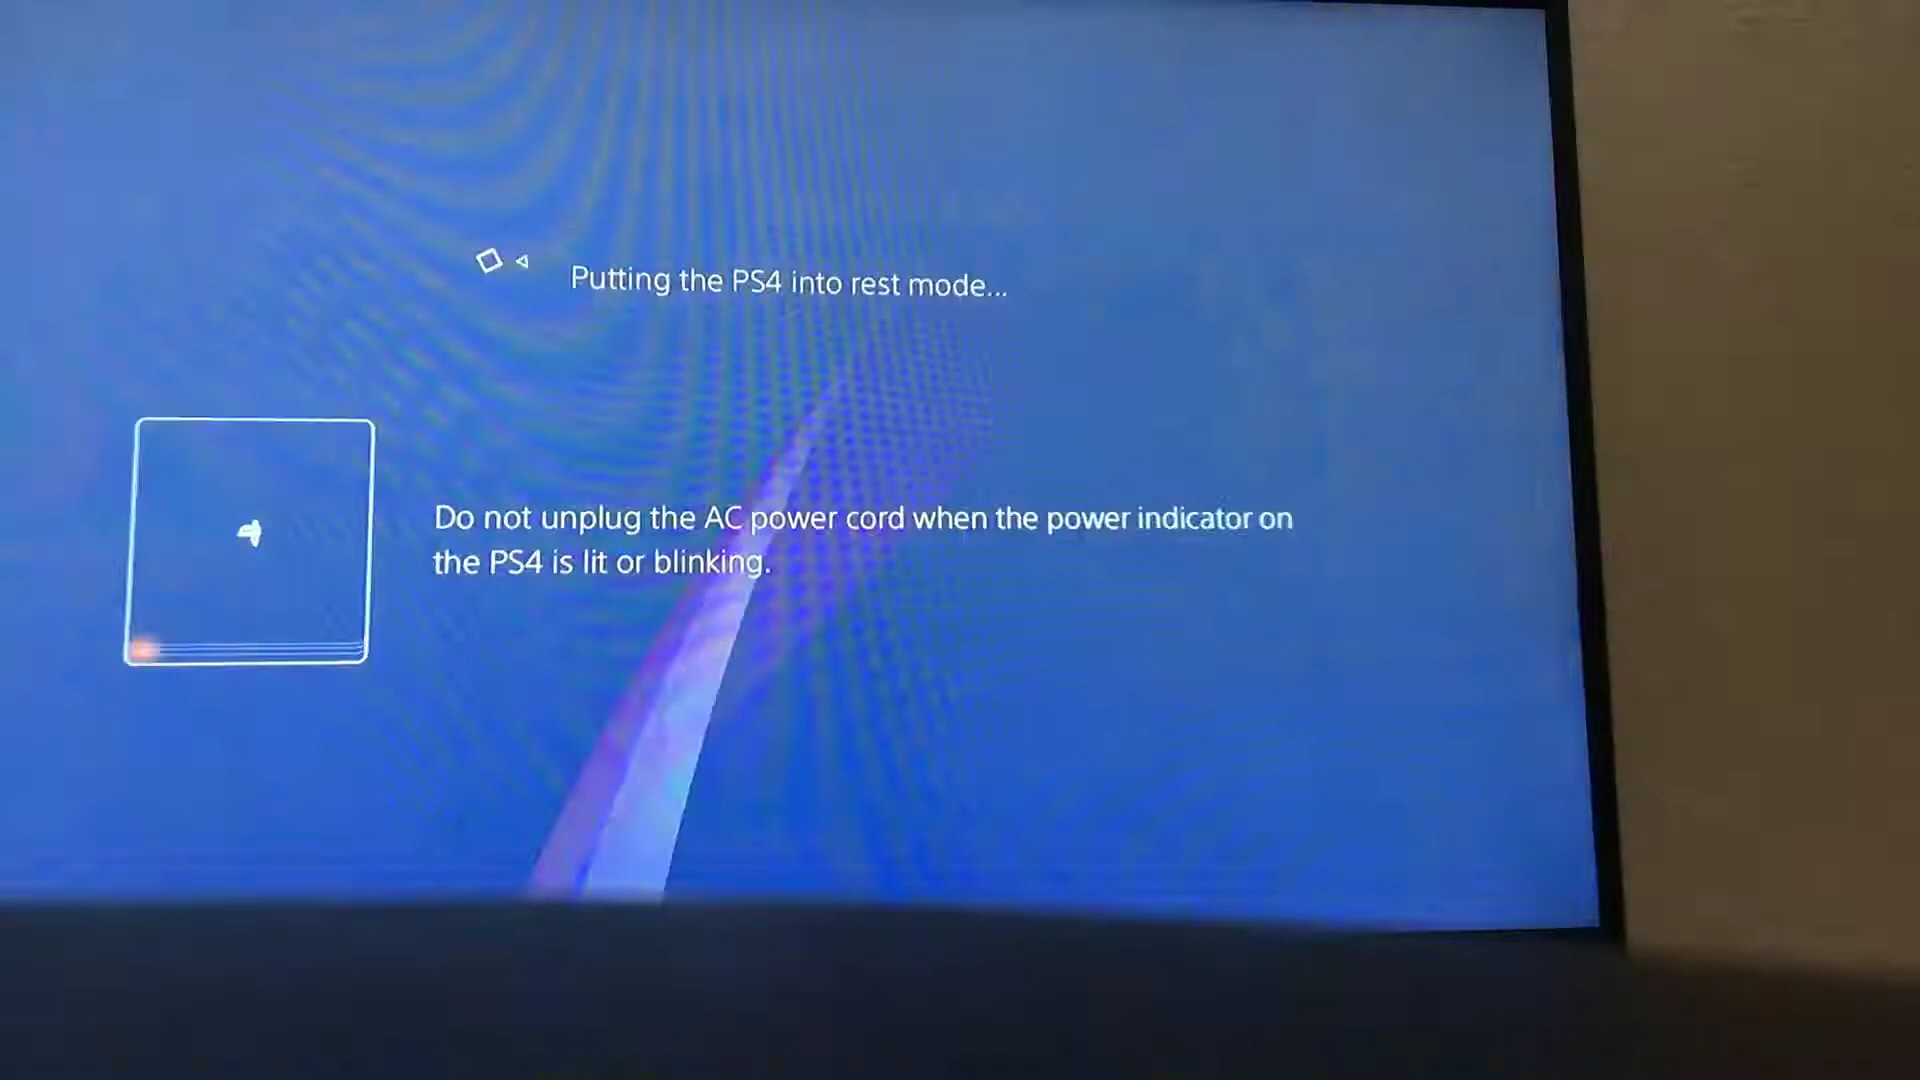 Putting the PS4 into rest mode...
Do not unplug the AC power cord when the power indicator on
the PS4 is lit or blinking.